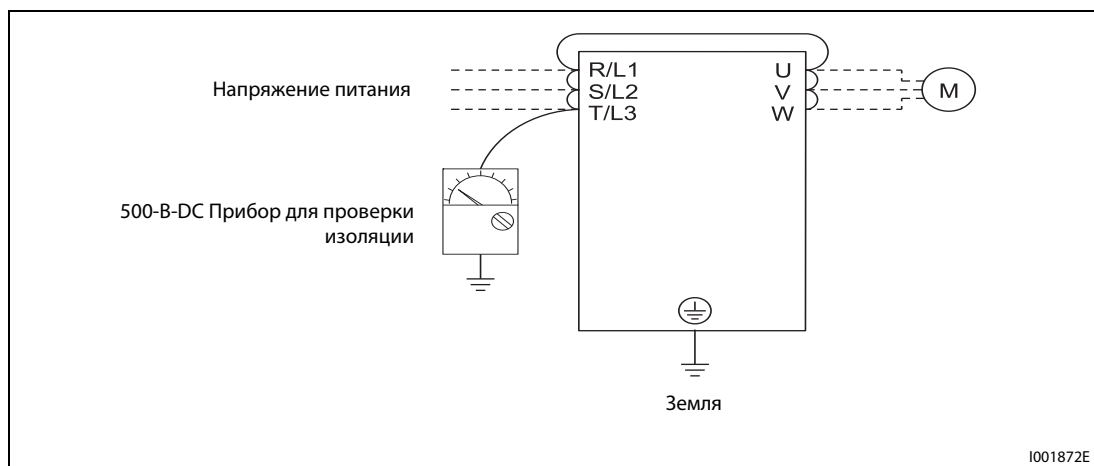 R/L1
U
Напряжение питания
S/L2
V
M
T/L3
W
500-В-DC Прибор для проверки
изоляции
Земля
I001872E